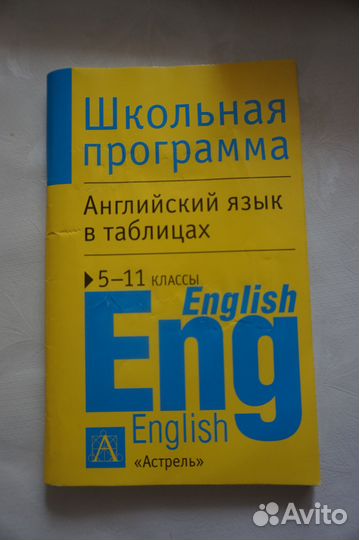 Школьная
программа
Английский язык
в таблицах
5–11 классы
English
Eng
English
«Астрель»
Avito